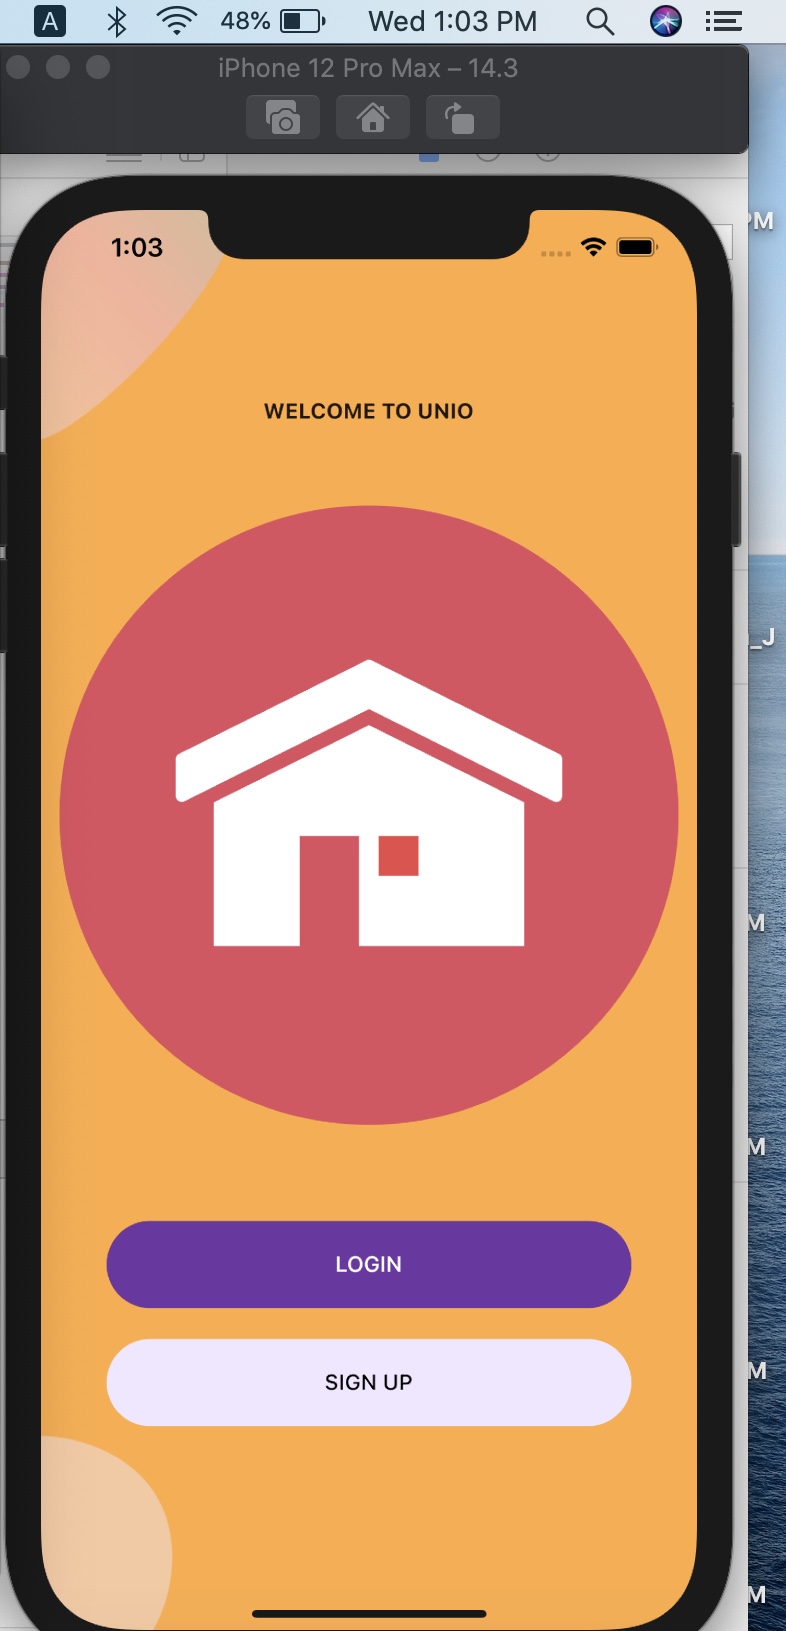 A
48%
Wed 1:03 PM
iPhone 12 Pro Max – 14.3
PM
1:03
WELCOME TO UNIO
_J
M
M
LOGIN
M
SIGN UP
M